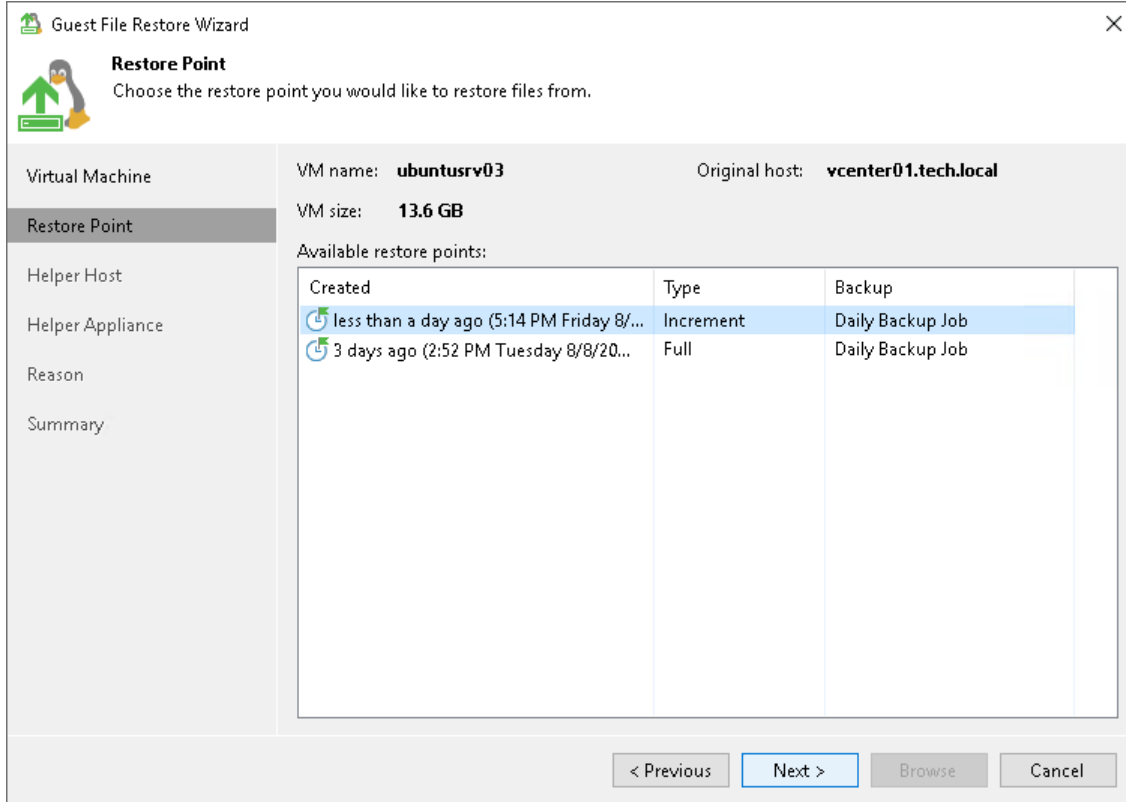 Guest File Restore Wizard
Restore Point
Choose the restore point you would like to restore files from.
Virtual Machine
Restore Point
Helper Host
Helper Appliance
Reason
Summary
VM name: ubuntusrv03 Original host: vcenter01.tech.local
VM size: 13.6 GB
Available restore points:
Created Type Backup
less than a day ago (5:14 PM Friday 8/... Increment Daily Backup Job
3 days ago (2:52 PM Tuesday 8/8/20... Full Daily Backup Job
< Previous Next > Browse Cancel